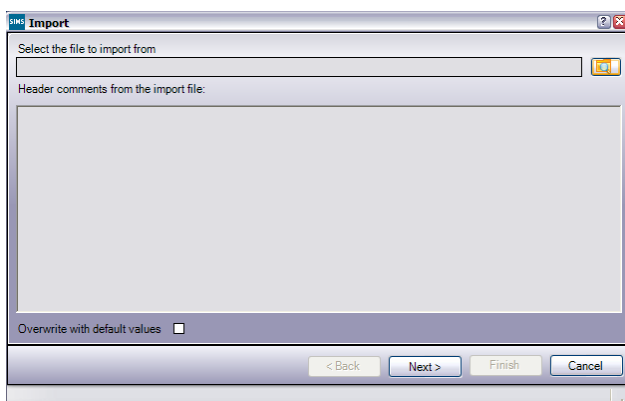 SIMS Import
Select the file to import from
Header comments from the import file:
Overwrite with default values
< Back Next > Finish Cancel